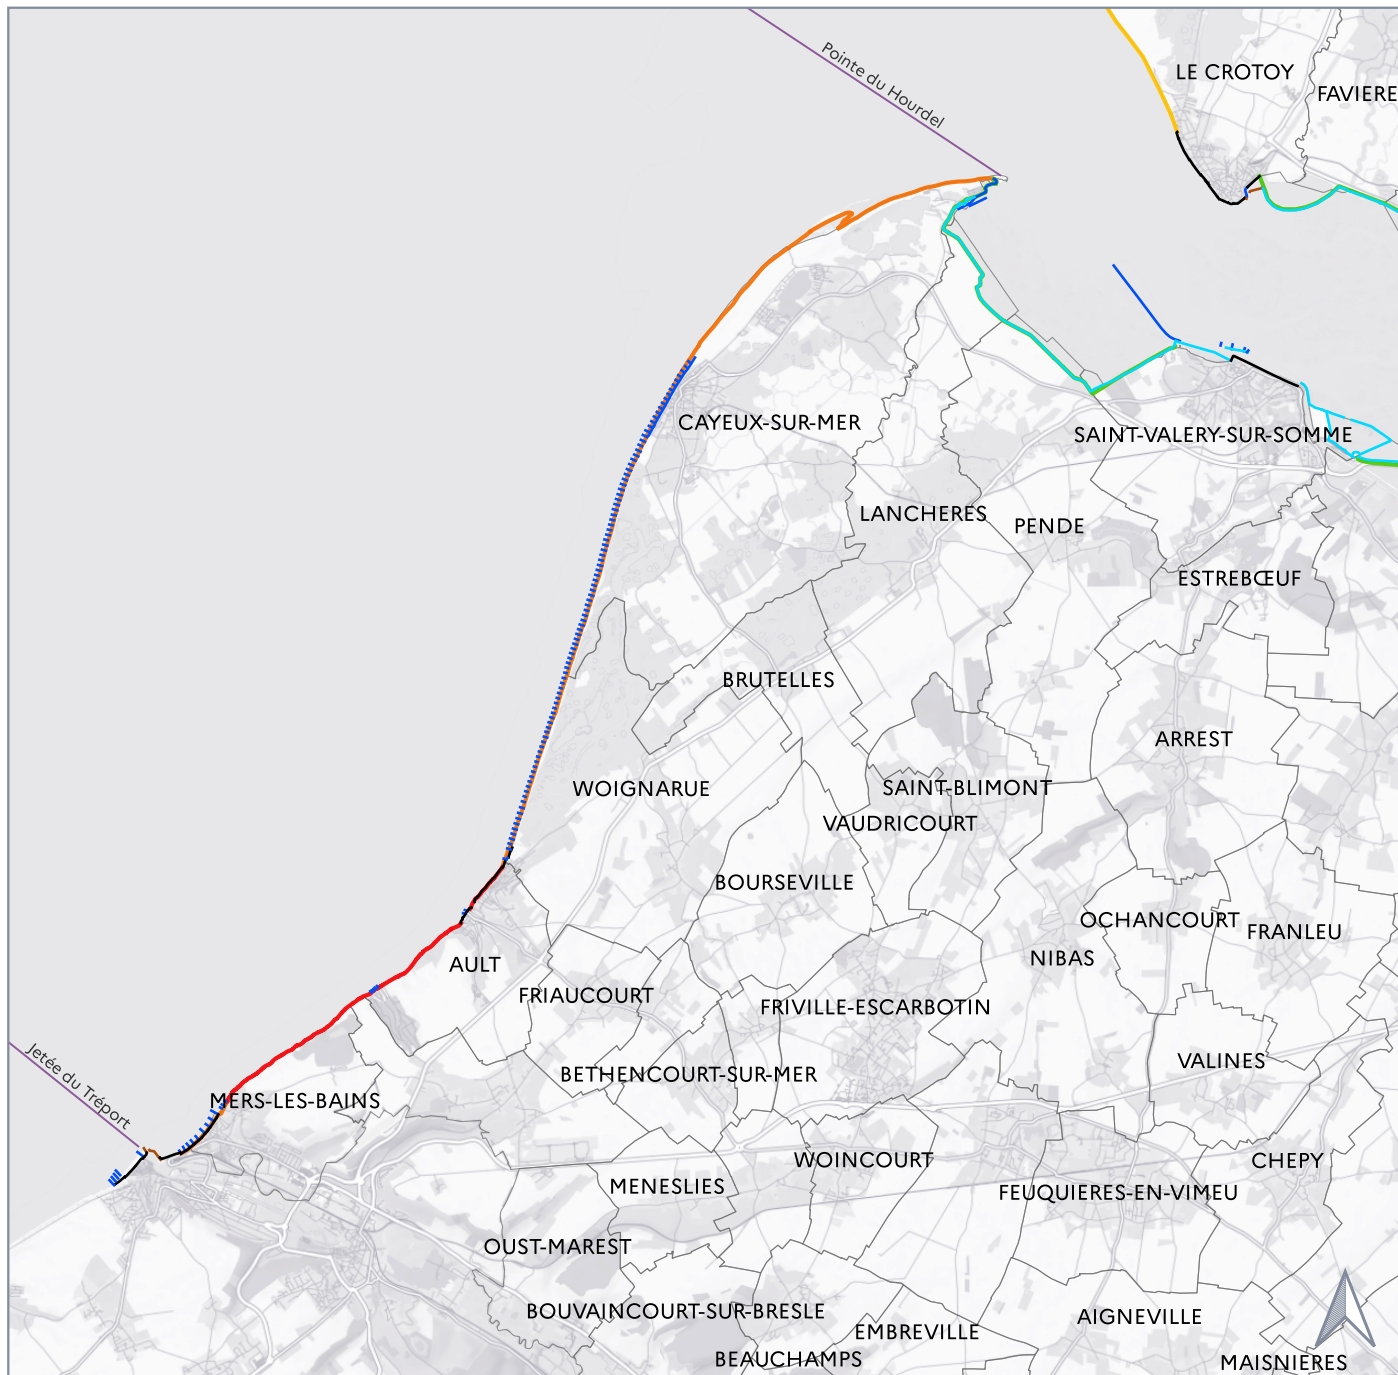 Pointe du Hourdel
LE CROTOY
FAVIERE
CAYEUX-SUR-MER
SAINT-VALERY-SUR-SOMME
LANCHERES
PENDE
ESTREBŒUF
BRUTELLES
ARREST
WOIGNARUE
SAINT-BLIMONT
VAUDRICOURT
BOURSEVILLE
OCHANCOURT
FRANLEU
NIBAS
AULT
FRIAUCOURT
FRIVILLE-ESCARBOTIN
VALINES
BETHENCOURT-SUR-MER
Jetée du Tréport
MERS-LES-BAINS
WOINCOURT
CHEPY
MENESLIES
FEUQUIERES-EN-VIMEU
OUST-MAREST
BOUVAINCOURT-SUR-BRESLE
AIGNEVILLE
EMBREVILLE
BEAUCHAMPS
MAISNIERES